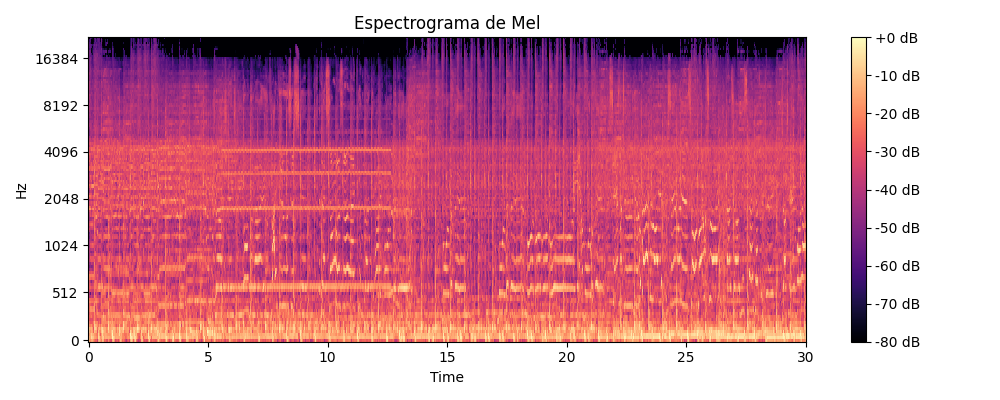 Espectrograma de Mel
Hz
16384
8192
4096
2048
1024
512
0
0 5 10 15 20 25 30
Time
+0 dB
-10 dB
-20 dB
-30 dB
-40 dB
-50 dB
-60 dB
-70 dB
-80 dB